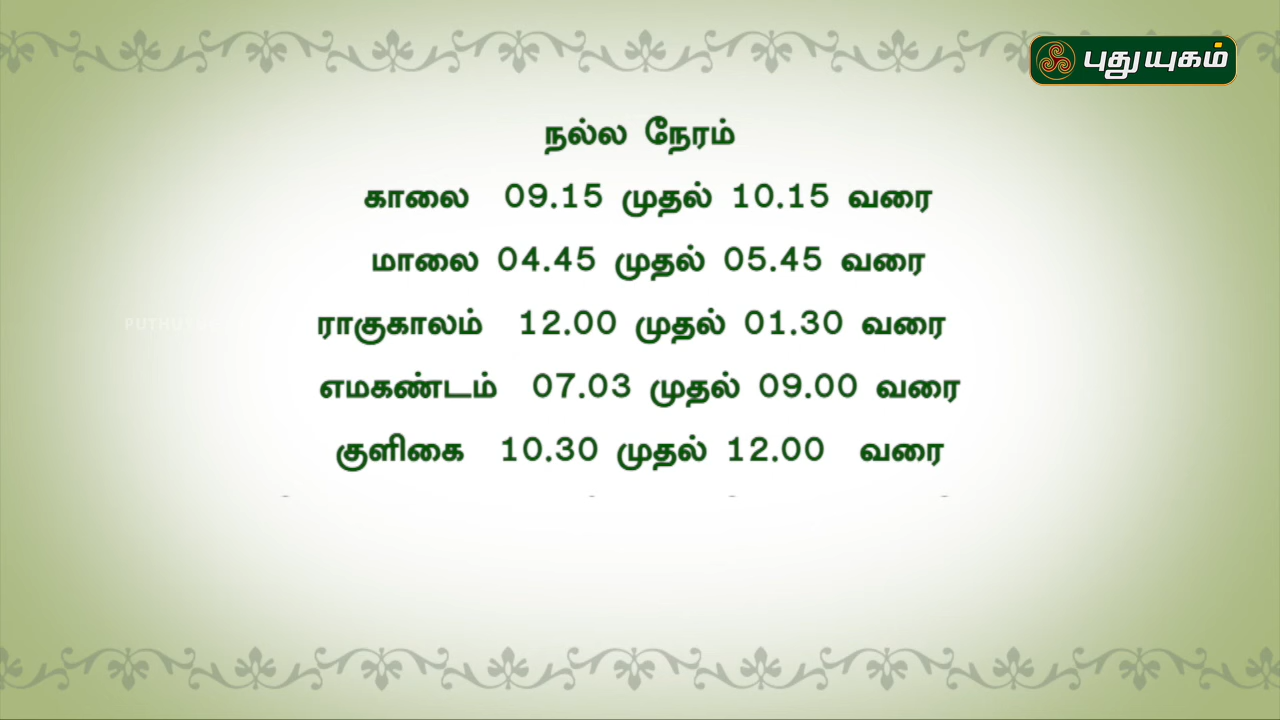 புதுயுகம்
நல்ல நேரம்
காலை 09.15 முதல் 10.15 வரை
மாலை 04.45 முதல் 05.45 வரை
ராகுகாலம் 12.00 முதல் 01.30 வரை
எமகண்டம் 07.03 முதல் 09.00 வரை
குளிகை 10.30 முதல் 12.00 வரை